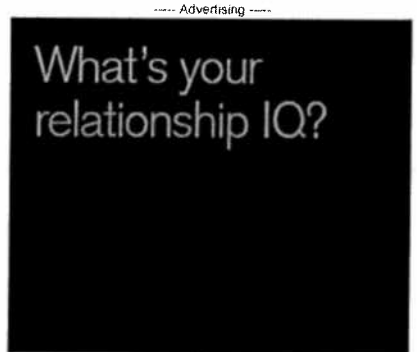 ---- Advertising ----
What's your
relationship IQ?